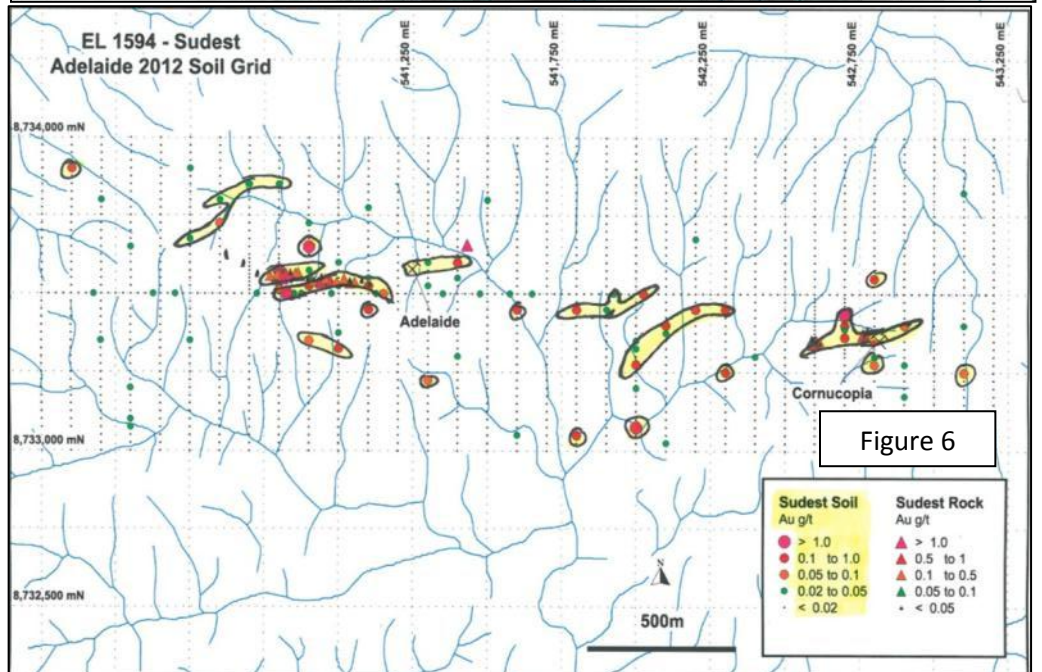 EL 1594 - Sudest
Adelaide 2012 Soil Grid
541,250 mE
541,750 mE
542,250 mE
542,750 mE
543,250 mE
8,734,000 mN
Adelaide
Cornucopia
8,733,000 mN
Figure 6
8,732,500 mN
N
500m
Sudest Soil
Au g/t
> 1.0
0.1 to 1.0
0.05 to 0.1
0.02 to 0.05
< 0.02
Sudest Rock
Au g/t
> 1.0
0.5 to 1
0.1 to 0.5
0.05 to 0.1
< 0.05